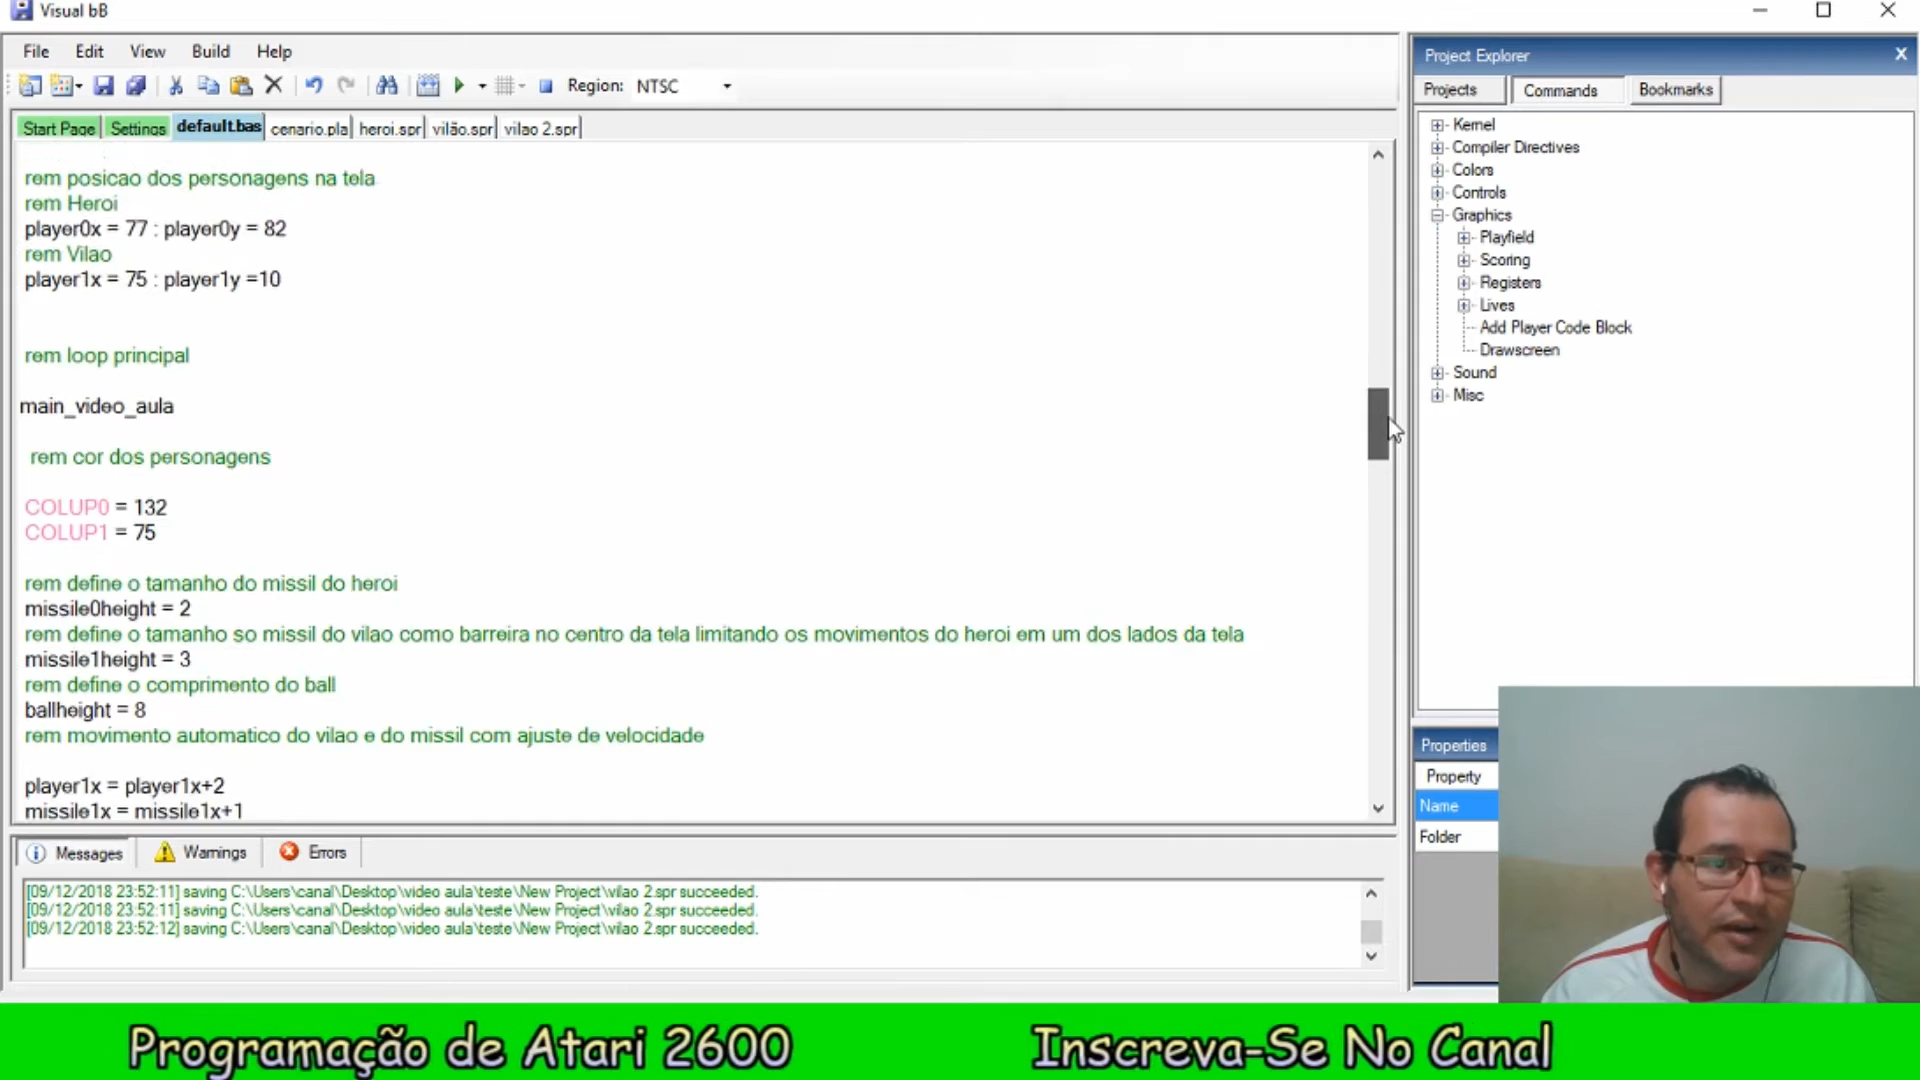 Visual bB
File Edit View Build Help
Region: NTSC
Start Page Settings default.bas cenario.pla heroi.spr vilão.spr vilao 2.spr
rem posicao dos personagens na tela
rem Heroi
player0x = 77 : player0y = 82
rem Vilao
player1x = 75 : player1y =10
rem loop principal
main_video_aula
rem cor dos personagens
COLUP0 = 132
COLUP1 = 75
rem define o tamanho do missil do heroi
missile0height = 2
rem define o tamanho so missil do vilao como barreira no centro da tela limitando os movimentos do heroi em um dos lados da tela
missile1height = 3
rem define o comprimento do ball
ballheight = 8
rem movimento automatico do vilao e do missil com ajuste de velocidade
player1x = player1x+2
missile1x = missile1x+1
Messages Warnings Errors
[09/12/2018 23:52:11] saving C:\Users\canal\Desktop\video aula\teste\New Project\vilao 2.spr succeeded.
[09/12/2018 23:52:11] saving C:\Users\canal\Desktop\video aula\teste\New Project\vilao 2.spr succeeded.
[09/12/2018 23:52:12] saving C:\Users\canal\Desktop\video aula\teste\New Project\vilao 2.spr succeeded.
Project Explorer X
Projects Commands Bookmarks
Kernel
Compiler Directives
Colors
Controls
Graphics
Playfield
Scoring
Registers
Lives
Add Player Code Block
Drawscreen
Sound
Misc
Properties
Property
Name
Folder
Programação de Atari 2600 Inscreva-Se No Canal